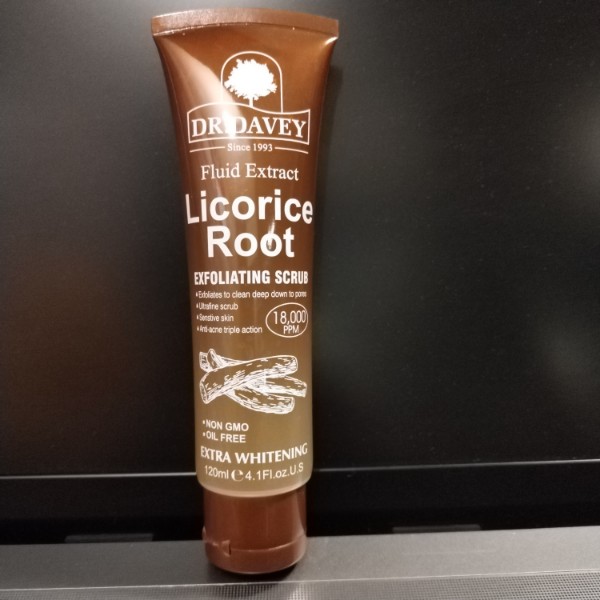 DR. DAVEY
Since 1993
Fluid Extract
Licorice
Root
EXFOLIATING SCRUB
•Exfoliates to clean deep down to pores
•Ultrafine scrub
•Senstive skin
•Anti-acne triple action
18,000
PPM
•NON GMO
•OIL FREE
EXTRA WHITENING
120ml ℮ 4.1Fl.oz.U.S